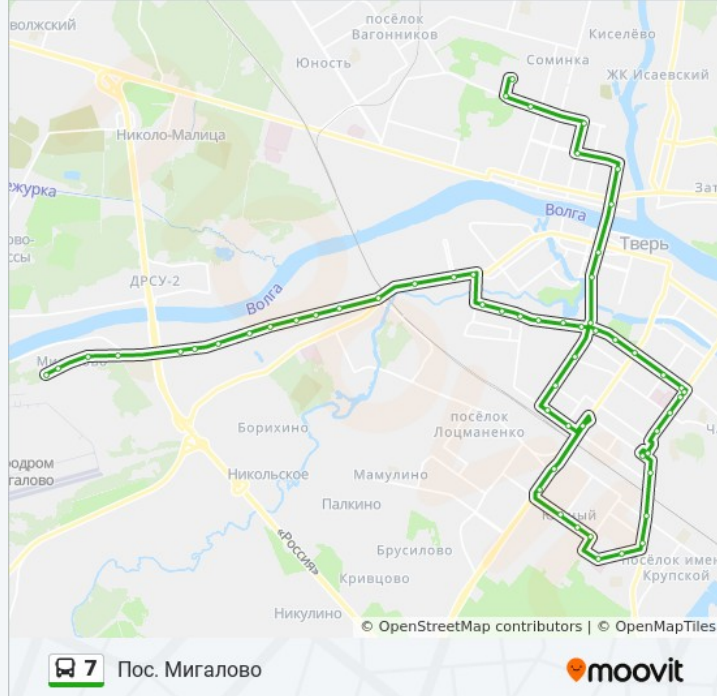 волжский
посёлок
Вагонников
Киселёво
Соминка
Юность
ЖК Исаевский
Николо-Малица
ежурка
Зат
Волга
Тверь
ово-
ссы
ДРСУ-2
Волга
посёлок
Лоцманенко
Борихино
одром
галово
Никольское
Мамулино
Палкино
«Россия»
Брусилово
посёлок имен
Крупской
Кривцово
Никулино
© OpenStreetMap contributors | © OpenMapTiles
7 Пос. Мигалово
moovit